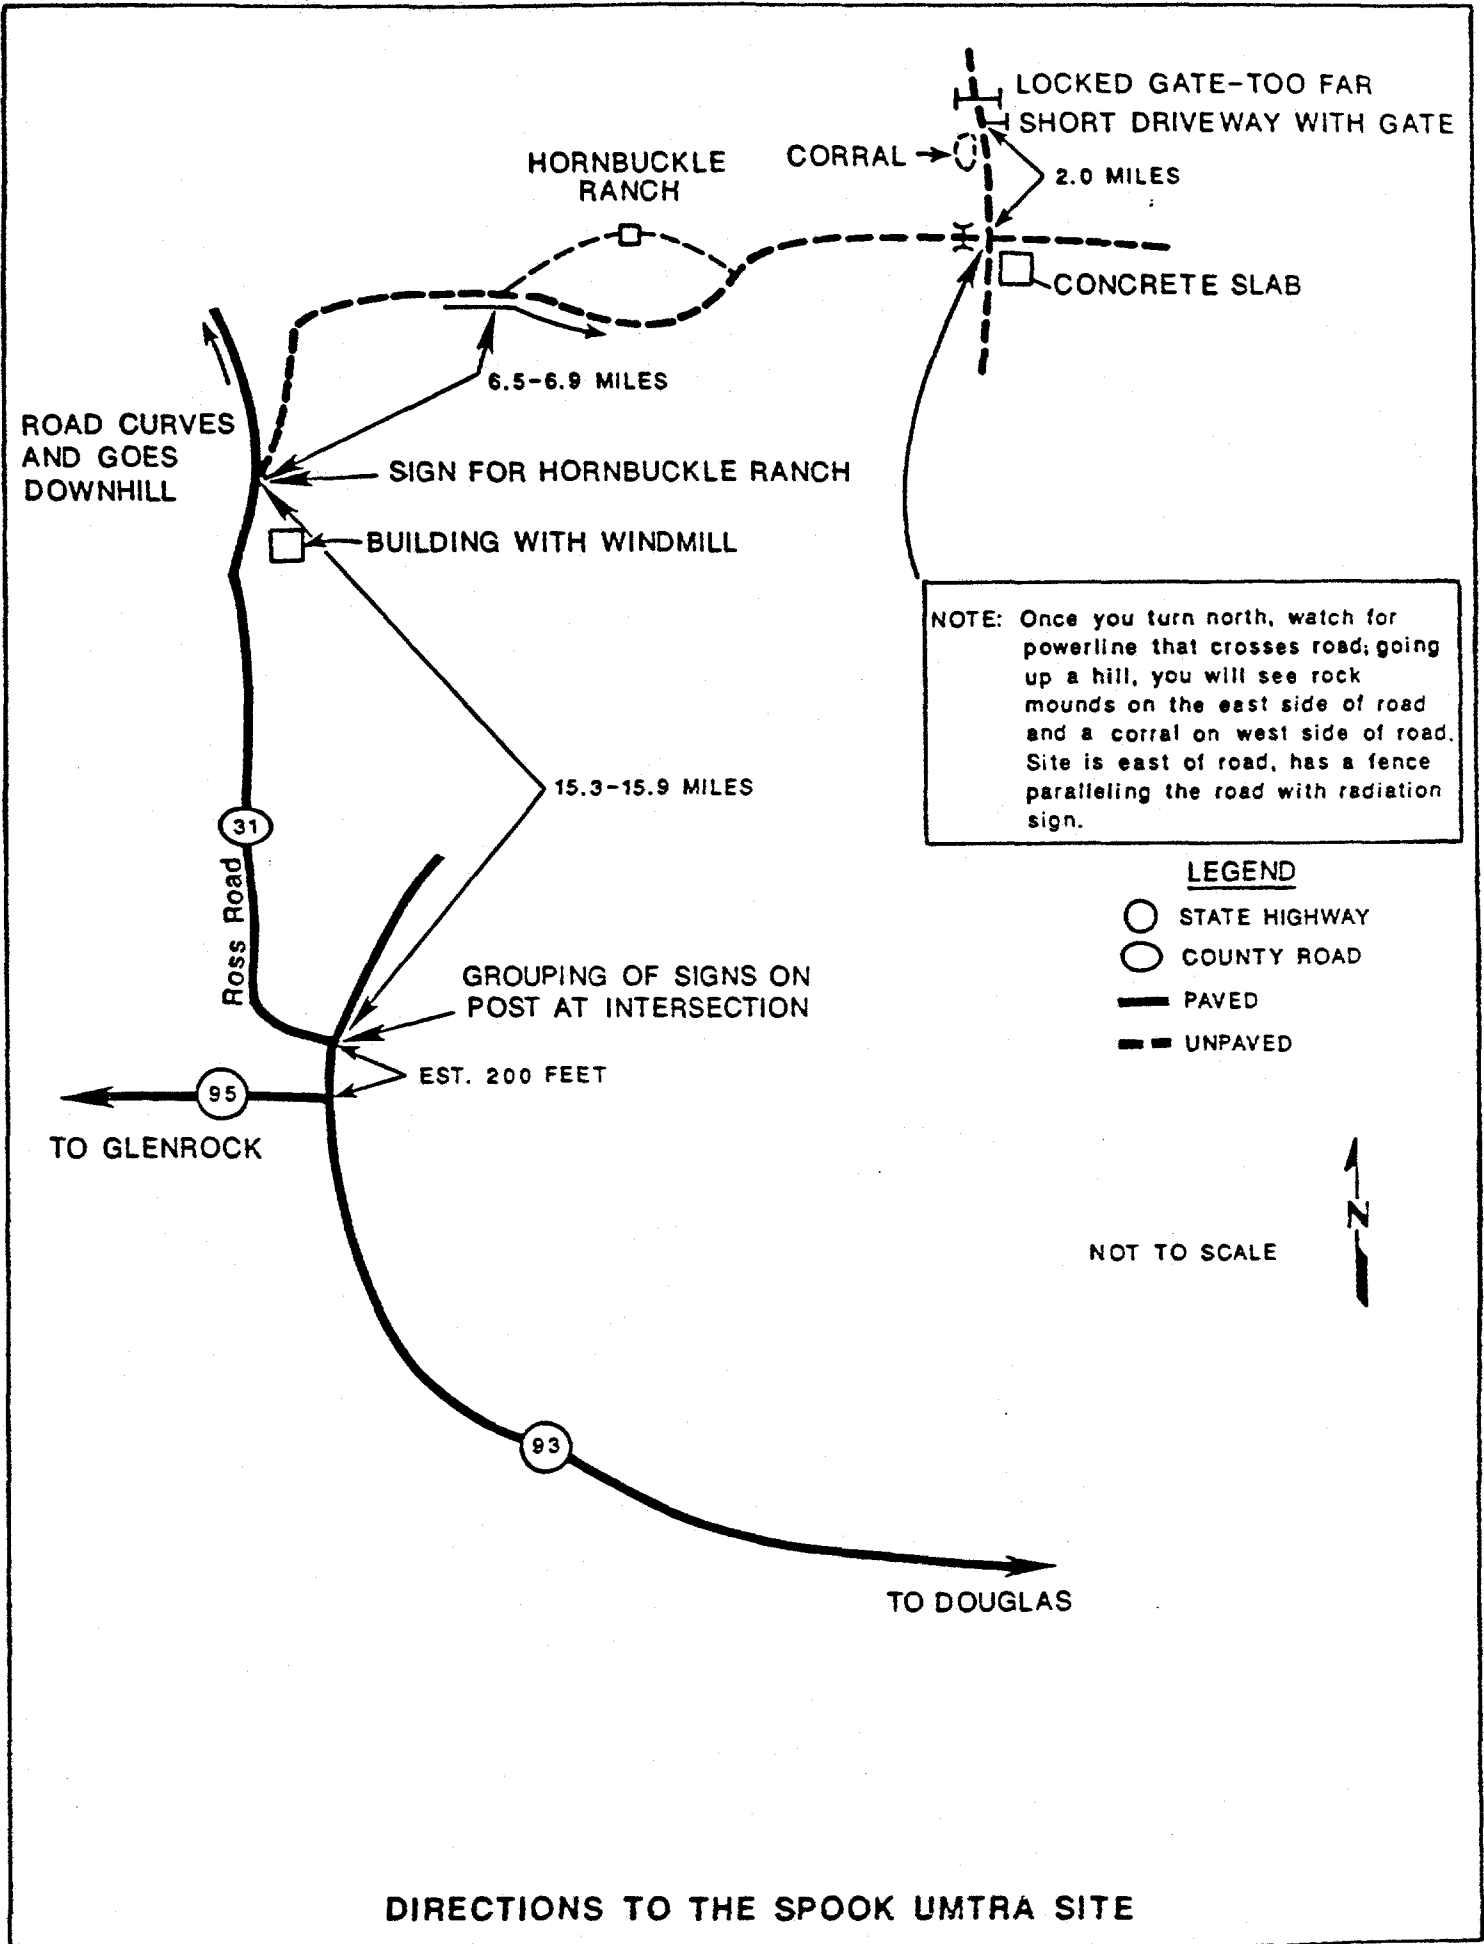 LOCKED GATE-TOO FAR
SHORT DRIVEWAY WITH GATE
CORRAL
2.0 MILES
HORNBUCKLE
RANCH
CONCRETE SLAB
6.5-6.9 MILES
ROAD CURVES
AND GOES
DOWNHILL
SIGN FOR HORNBUCKLE RANCH
BUILDING WITH WINDMILL
NOTE: Once you turn north, watch for
powerline that crosses road; going
up a hill, you will see rock
mounds on the east side of road
and a corral on west side of road.
Site is east of road, has a fence
paralleling the road with radiation
sign.
15.3-15.9 MILES
31
Ross Road
LEGEND
STATE HIGHWAY
COUNTY ROAD
PAVED
UNPAVED
GROUPING OF SIGNS ON
POST AT INTERSECTION
EST. 200 FEET
95
TO GLENROCK
N
NOT TO SCALE
93
TO DOUGLAS
DIRECTIONS TO THE SPOOK UMTRA SITE